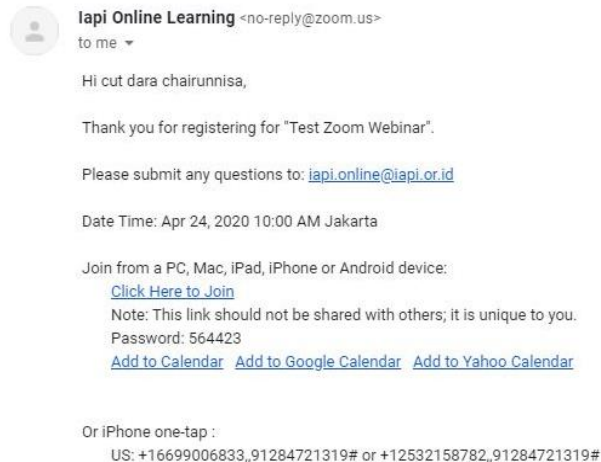 Iapi Online Learning <no-reply@zoom.us>
to me
Hi cut dara chairunnisa,
Thank you for registering for "Test Zoom Webinar".
Please submit any questions to: iapi.online@iapi.or.id
Date Time: Apr 24, 2020 10:00 AM Jakarta
Join from a PC, Mac, iPad, iPhone or Android device:
Click Here to Join
Note: This link should not be shared with others; it is unique to you.
Password: 564423
Add to Calendar Add to Google Calendar Add to Yahoo Calendar
Or iPhone one-tap :
US: +16699006833,,91284721319# or +12532158782,,91284721319#